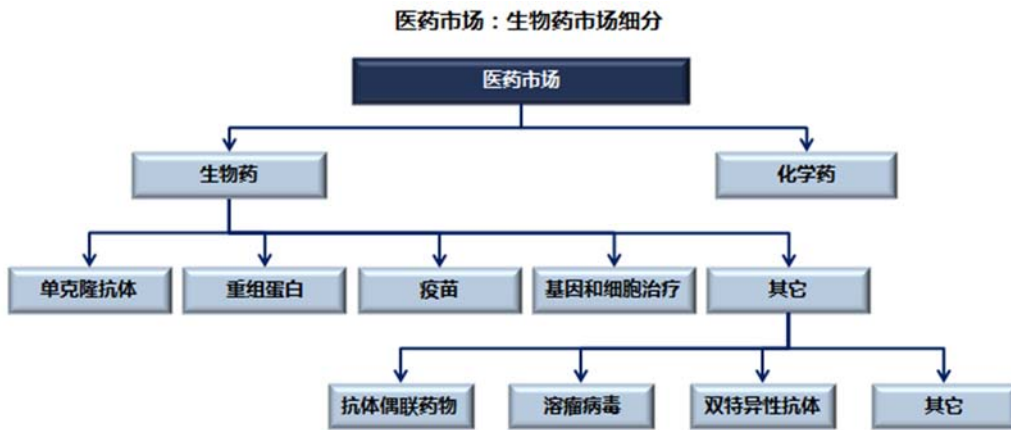 医药市场：生物药市场细分
医药市场
生物药
化学药
单克隆抗体
重组蛋白
疫苗
基因和细胞治疗
其它
抗体偶联药物
溶瘤病毒
双特异性抗体
其它